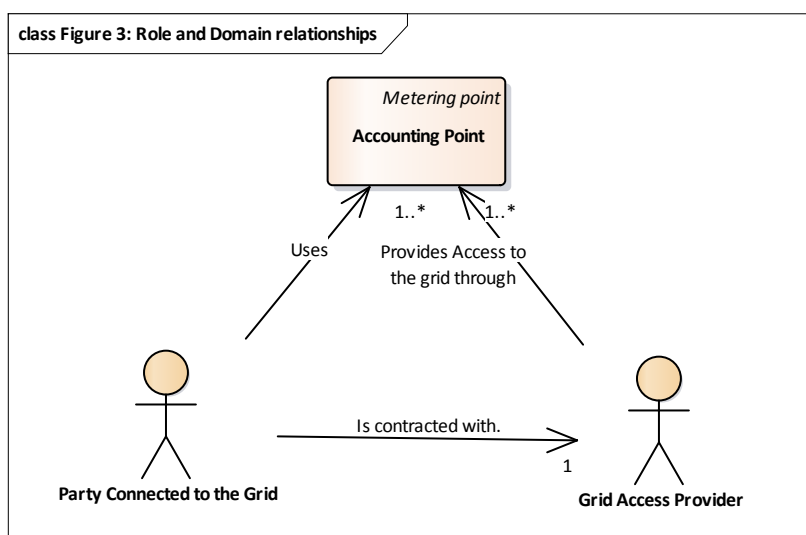 class Figure 3: Role and Domain relationships
Metering point
Accounting Point
1..*
1..*
Uses
Provides Access to
the grid through
Is contracted with.
1
Party Connected to the Grid
Grid Access Provider